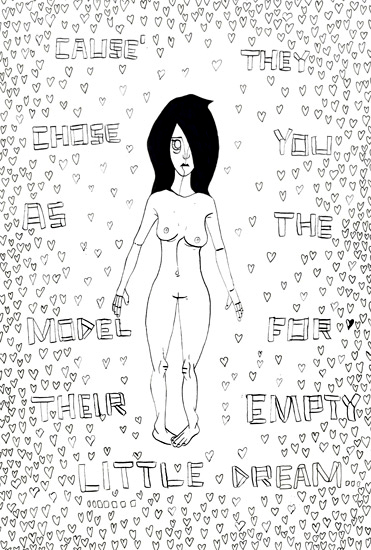 CAUSE' THEY
CHOSE YOU
AS THE
MODEL FOR
THEIR EMPTY
LITTLE DREAM...
.......